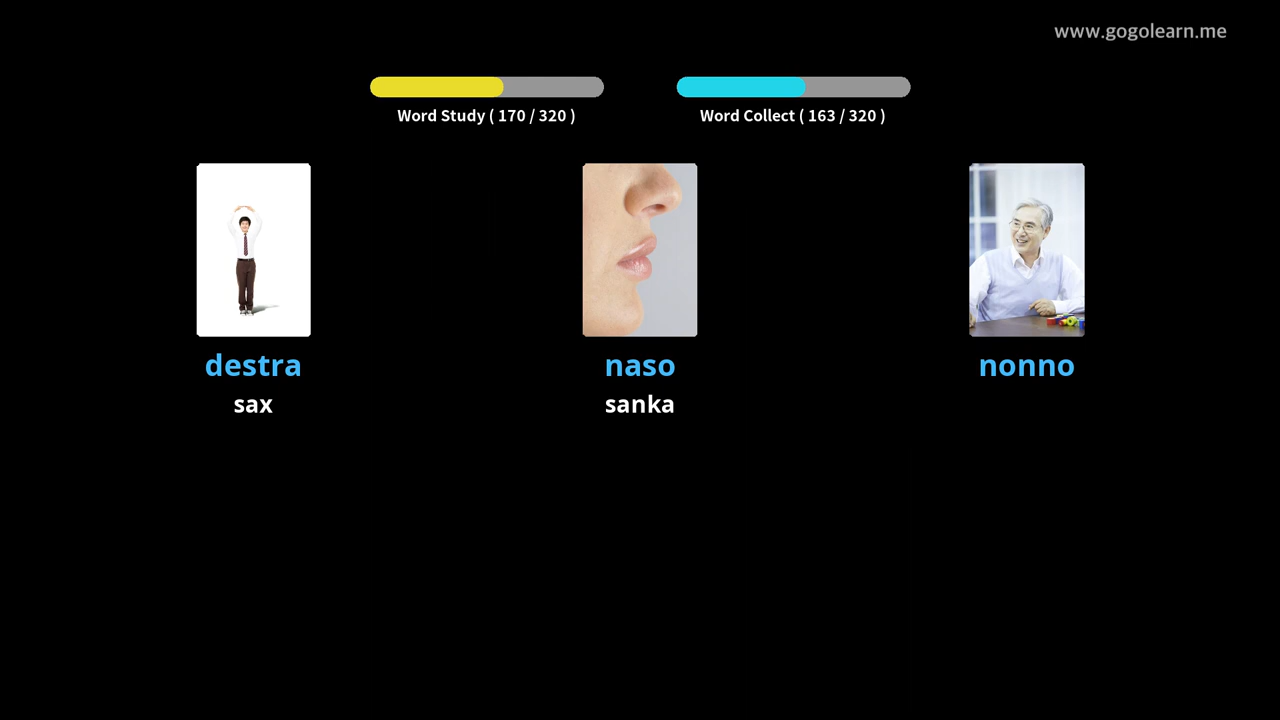 www.gogolearn.me
Word Study ( 170 / 320 )
Word Collect ( 163 / 320 )
destra
naso
nonno
sax
sanka